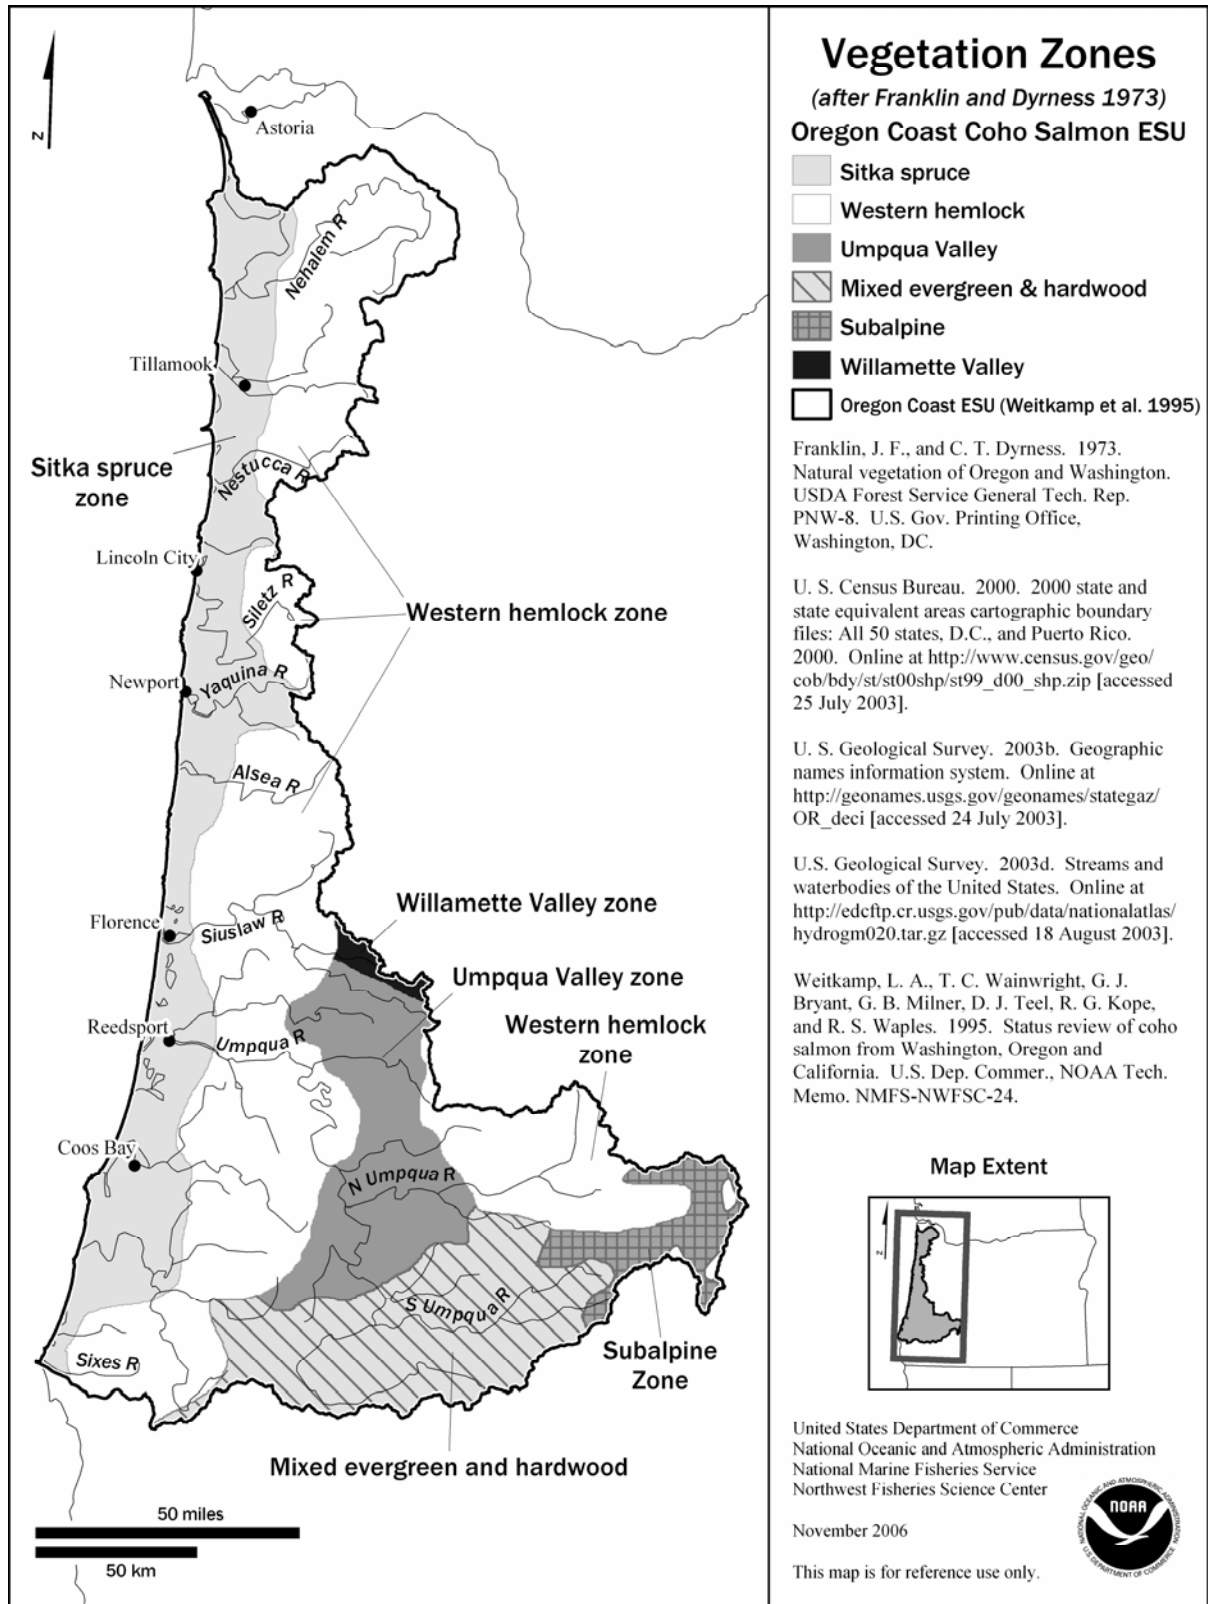 Vegetation Zones
(after Franklin and Dyrness 1973)
Oregon Coast Coho Salmon ESU
Sitka spruce
Western hemlock
Umpqua Valley
Mixed evergreen & hardwood
Subalpine
Willamette Valley
Oregon Coast ESU (Weitkamp et al. 1995)
Franklin, J. F., and C. T. Dyrness. 1973.
Natural vegetation of Oregon and Washington.
USDA Forest Service General Tech. Rep.
PNW-8. U.S. Gov. Printing Office,
Washington, DC.
U. S. Census Bureau. 2000. 2000 state and
state equivalent areas cartographic boundary
files: All 50 states, D.C., and Puerto Rico.
2000. Online at http://www.census.gov/geo/
cob/bdy/st/st00shp/st99_d00_shp.zip [accessed
25 July 2003].
U. S. Geological Survey. 2003b. Geographic
names information system. Online at
http://geonames.usgs.gov/geonames/stategaz/
OR_deci [accessed 24 July 2003].
U.S. Geological Survey. 2003d. Streams and
waterbodies of the United States. Online at
http://edcftp.cr.usgs.gov/pub/data/nationalatlas/
hydrogm020.tar.gz [accessed 18 August 2003].
Weitkamp, L. A., T. C. Wainwright, G. J.
Bryant, G. B. Milner, D. J. Teel, R. G. Kope,
and R. S. Waples. 1995. Status review of coho
salmon from Washington, Oregon and
California. U.S. Dep. Commer., NOAA Tech.
Memo. NMFS-NWFSC-24.
Map Extent
N
United States Department of Commerce
National Oceanic and Atmospheric Administration
National Marine Fisheries Service
Northwest Fisheries Science Center
November 2006
This map is for reference use only.
NATIONAL OCEANIC AND ATMOSPHERIC ADMINISTRATION
NOAA
U.S. DEPARTMENT OF COMMERCE
N
Astoria
Nehalem R
Tillamook
Sitka spruce
zone
Nestucca R
Lincoln City
Siletz R
Western hemlock zone
Newport
Yaquina R
Alsea R
Willamette Valley zone
Florence
Siuslaw R
Umpqua Valley zone
Reedsport
Umpqua R
Western hemlock
zone
Coos Bay
N Umpqua R
S Umpqua R
Sixes R
Subalpine
Zone
Mixed evergreen and hardwood
50 miles
50 km